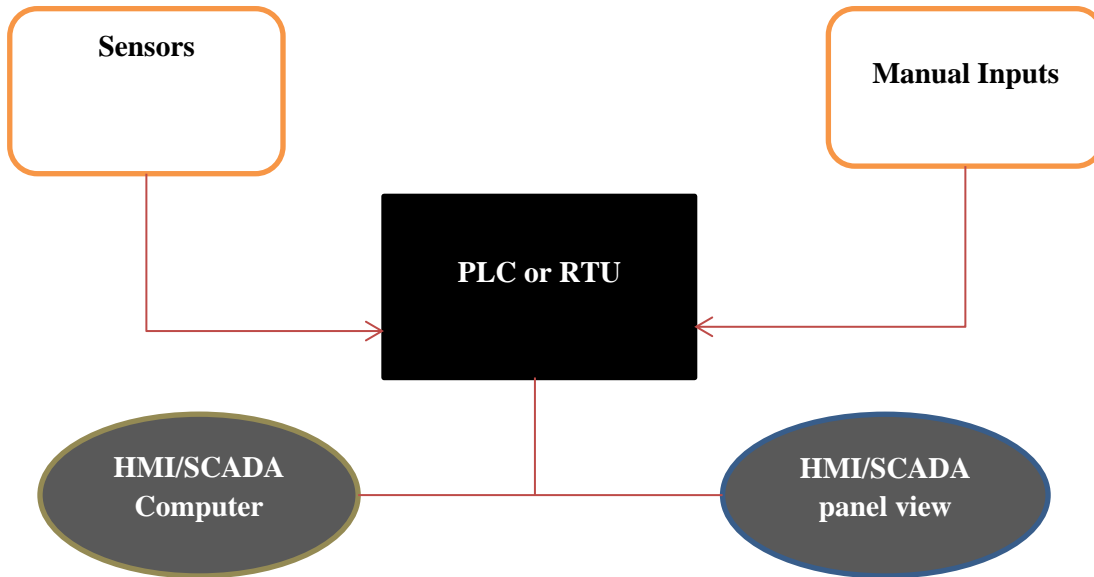 Sensors
Manual Inputs
PLC or RTU
HMI/SCADA
Computer
HMI/SCADA
panel view